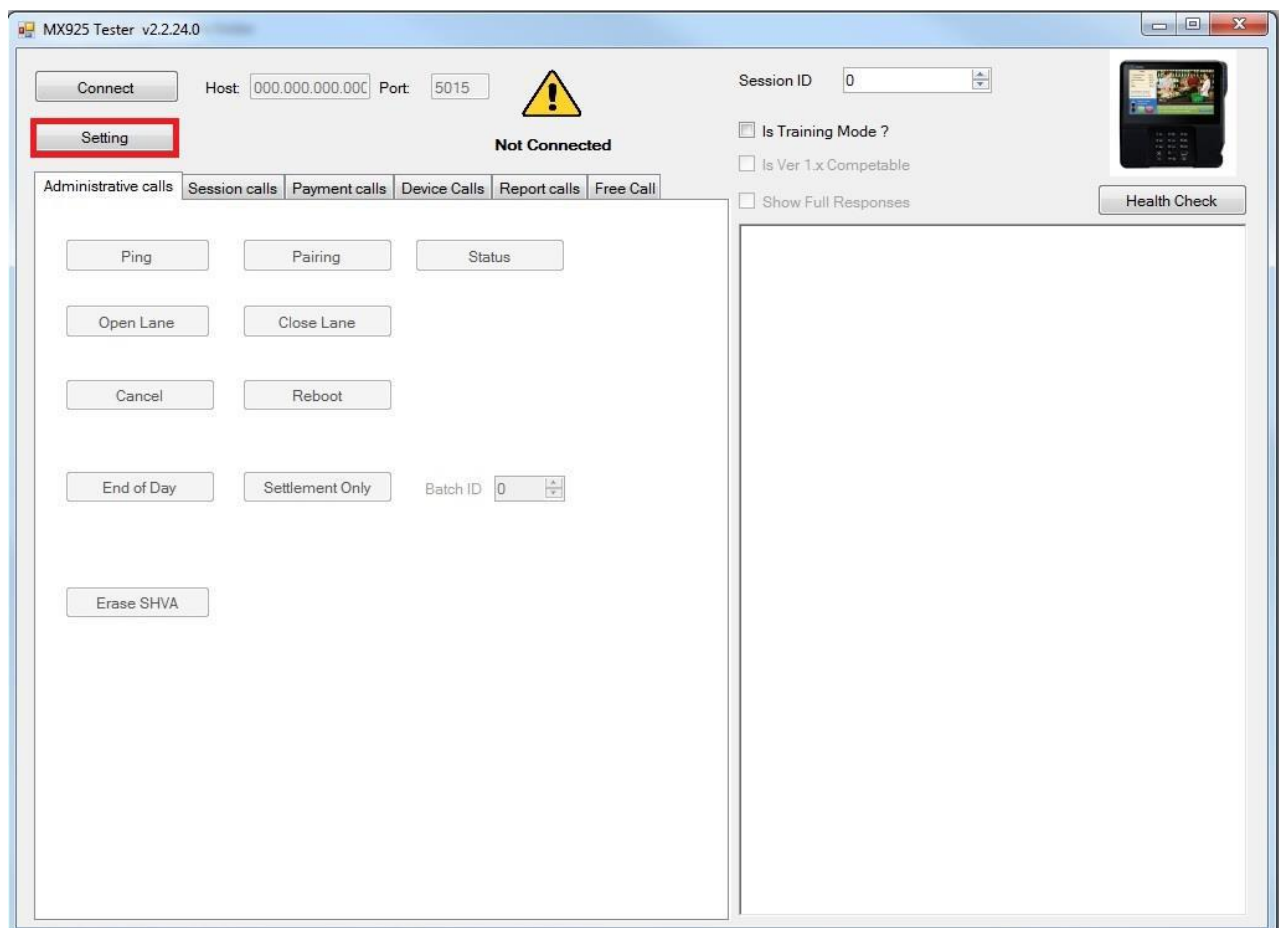 MX925 Tester v2.2.24.0
Connect Host: 000.000.000.00C Port: 5015
Setting
Not Connected
Session ID 0
Is Training Mode ?
Is Ver 1.x Competable
Show Full Responses
Health Check
Administrative calls Session calls Payment calls Device Calls Report calls Free Call
Ping Pairing Status
Open Lane Close Lane
Cancel Reboot
End of Day Settlement Only Batch ID 0
Erase SHVA